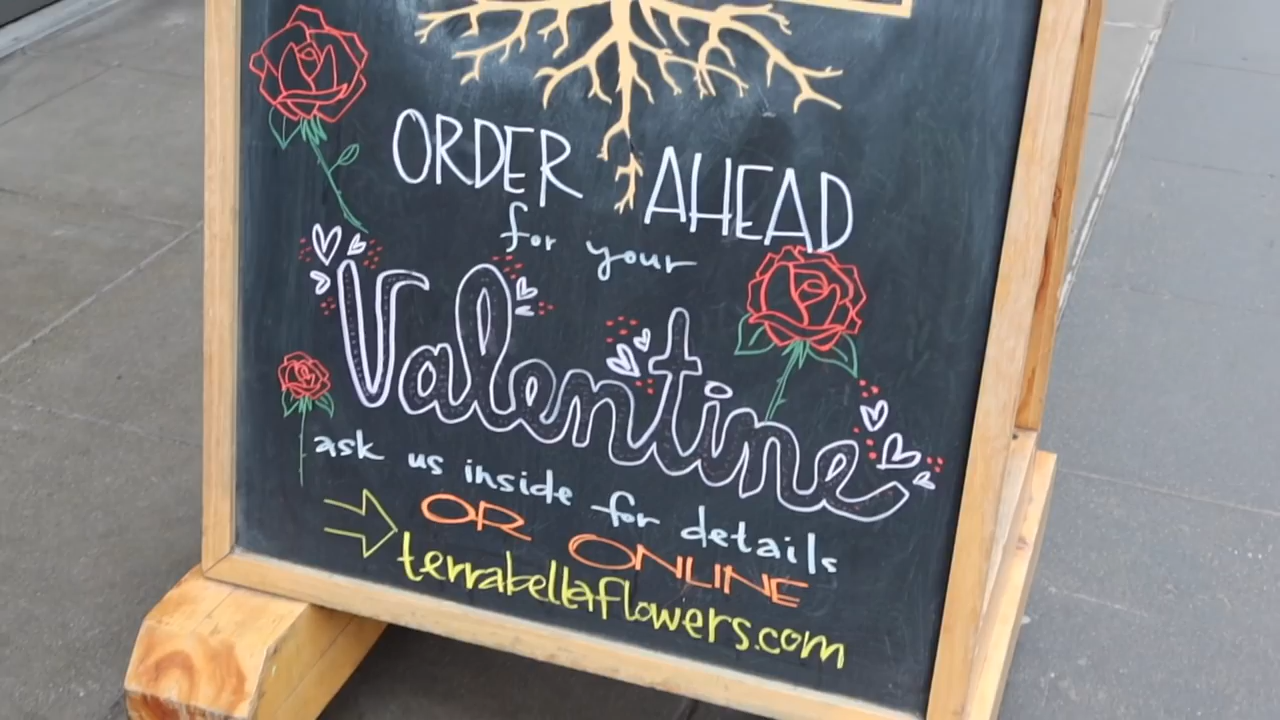 ORDER AHEAD
for your
Valentine
ask us inside for details
OR ONLINE
terrabellaflowers.com